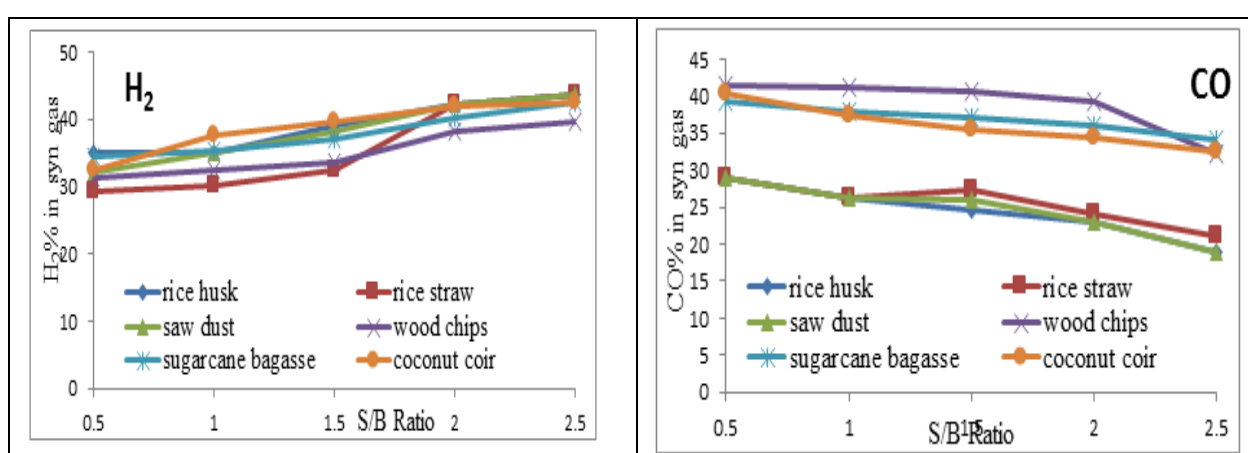 H2
H2% in syn gas
50
40
30
20
10
0
rice husk
rice straw
saw dust
wood chips
sugarcane bagasse
coconut coir
0.5
1
1.5
2
2.5
S/B Ratio
CO
CO% in syn gas
45
40
35
30
25
20
15
10
5
0
rice husk
rice straw
saw dust
wood chips
sugarcane bagasse
coconut coir
0.5
1
1.5
2
2.5
S/B Ratio